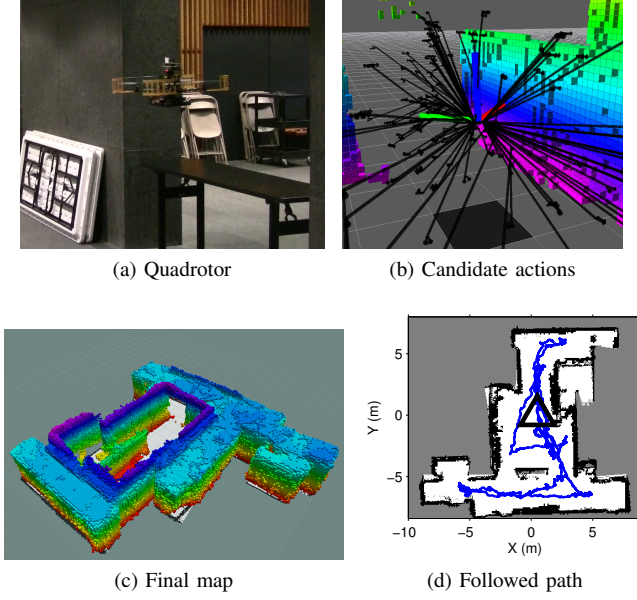 (a) Quadrotor
(b) Candidate actions
5
0
−5
Y (m)
−10
−5
0
5
X (m)
(c) Final map
(d) Followed path